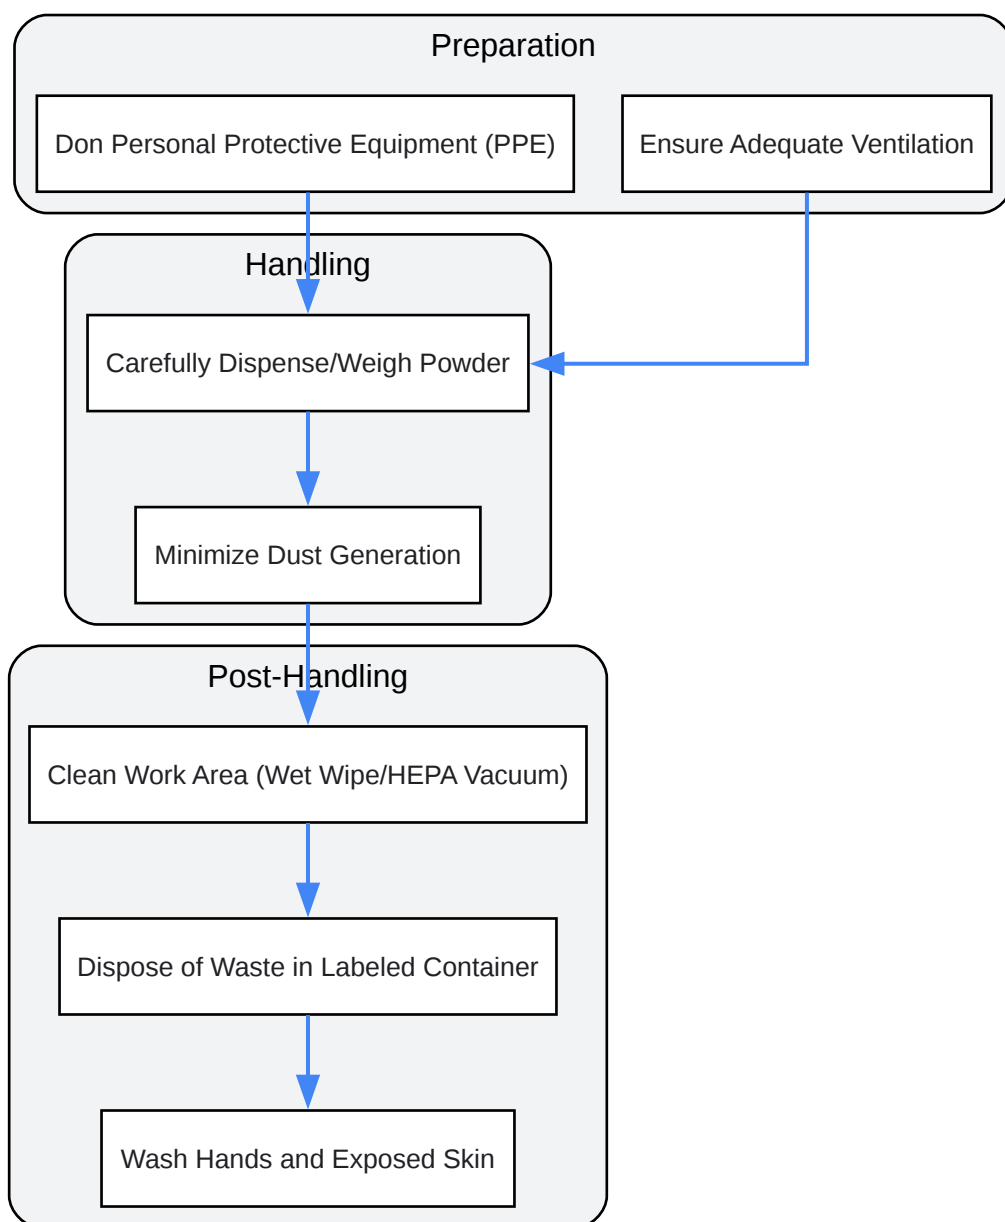 Preparation
Don Personal Protective Equipment (PPE)
Ensure Adequate Ventilation
Handling
Carefully Dispense/Weigh Powder
Minimize Dust Generation
Post-Handling
Clean Work Area (Wet Wipe/HEPA Vacuum)
Dispose of Waste in Labeled Container
Wash Hands and Exposed Skin